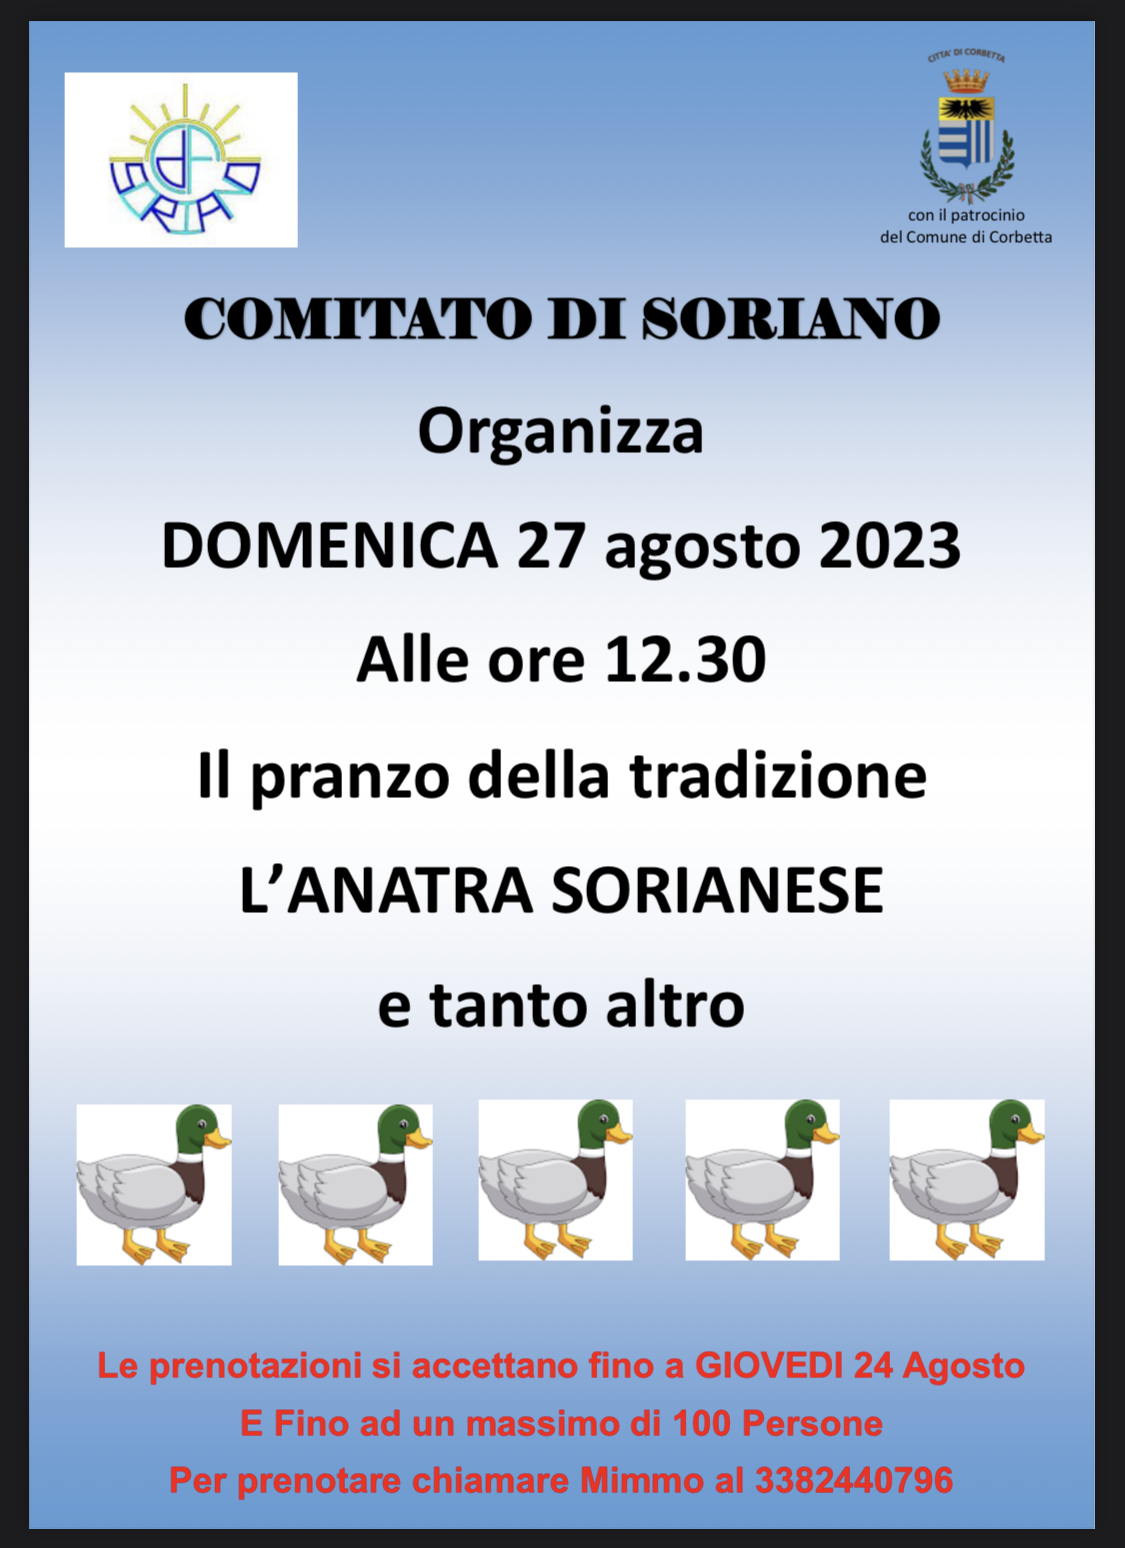 CITTA' DI CORBETTA
con il patrocinio
del Comune di Corbetta
COMITATO DI SORIANO
Organizza
DOMENICA 27 agosto 2023
Alle ore 12.30
Il pranzo della tradizione
L’ANATRA SORIANESE
e tanto altro
Le prenotazioni si accettano fino a GIOVEDI 24 Agosto
E Fino ad un massimo di 100 Persone
Per prenotare chiamare Mimmo al 3382440796